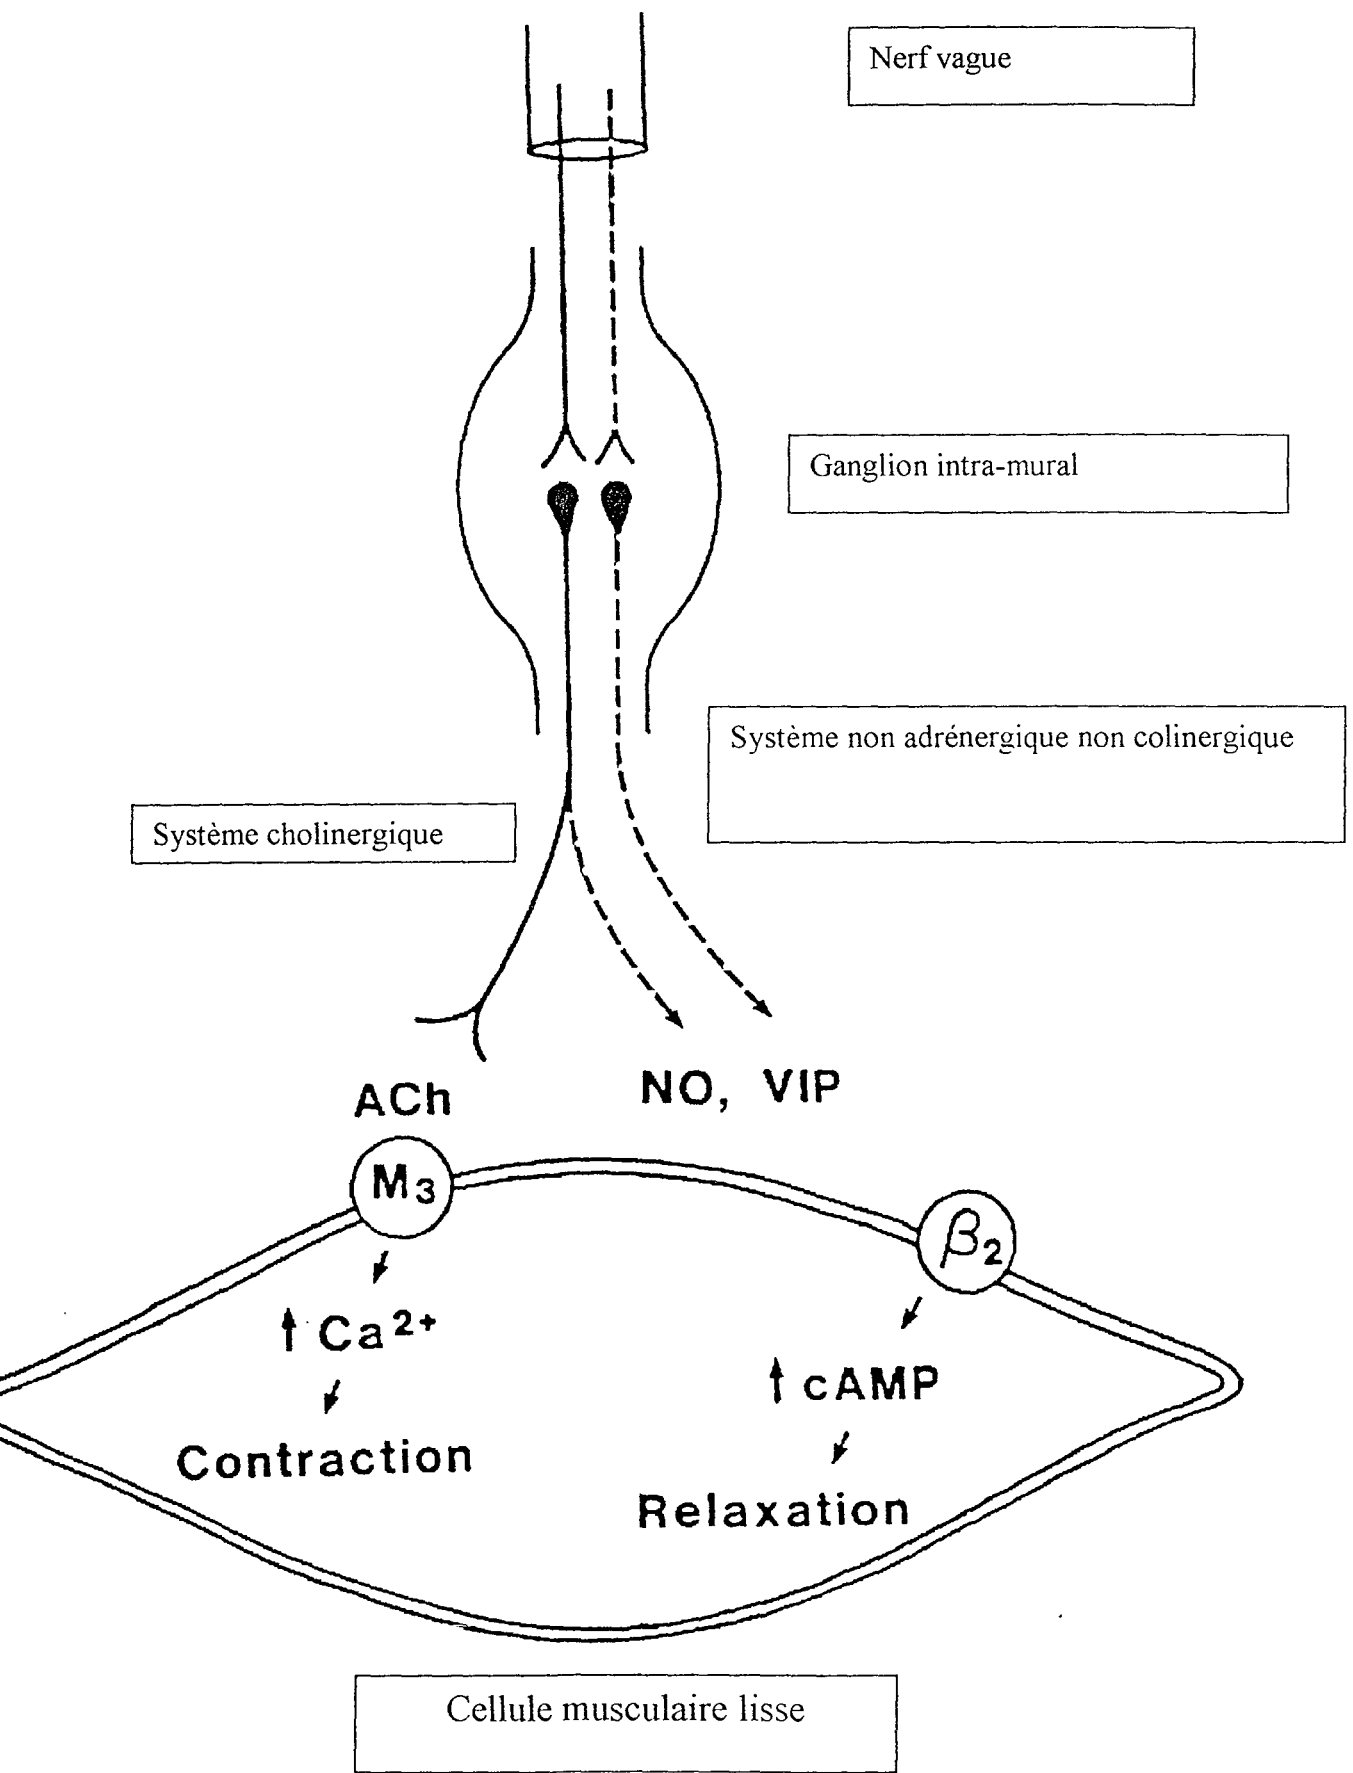 Nerf vague
Ganglion intra-mural
Système non adrénergique non colinergique
Système cholinergique
ACh
NO, VIP
M3
β2
↑ Ca2+
↑ cAMP
Contraction
Relaxation
Cellule musculaire lisse